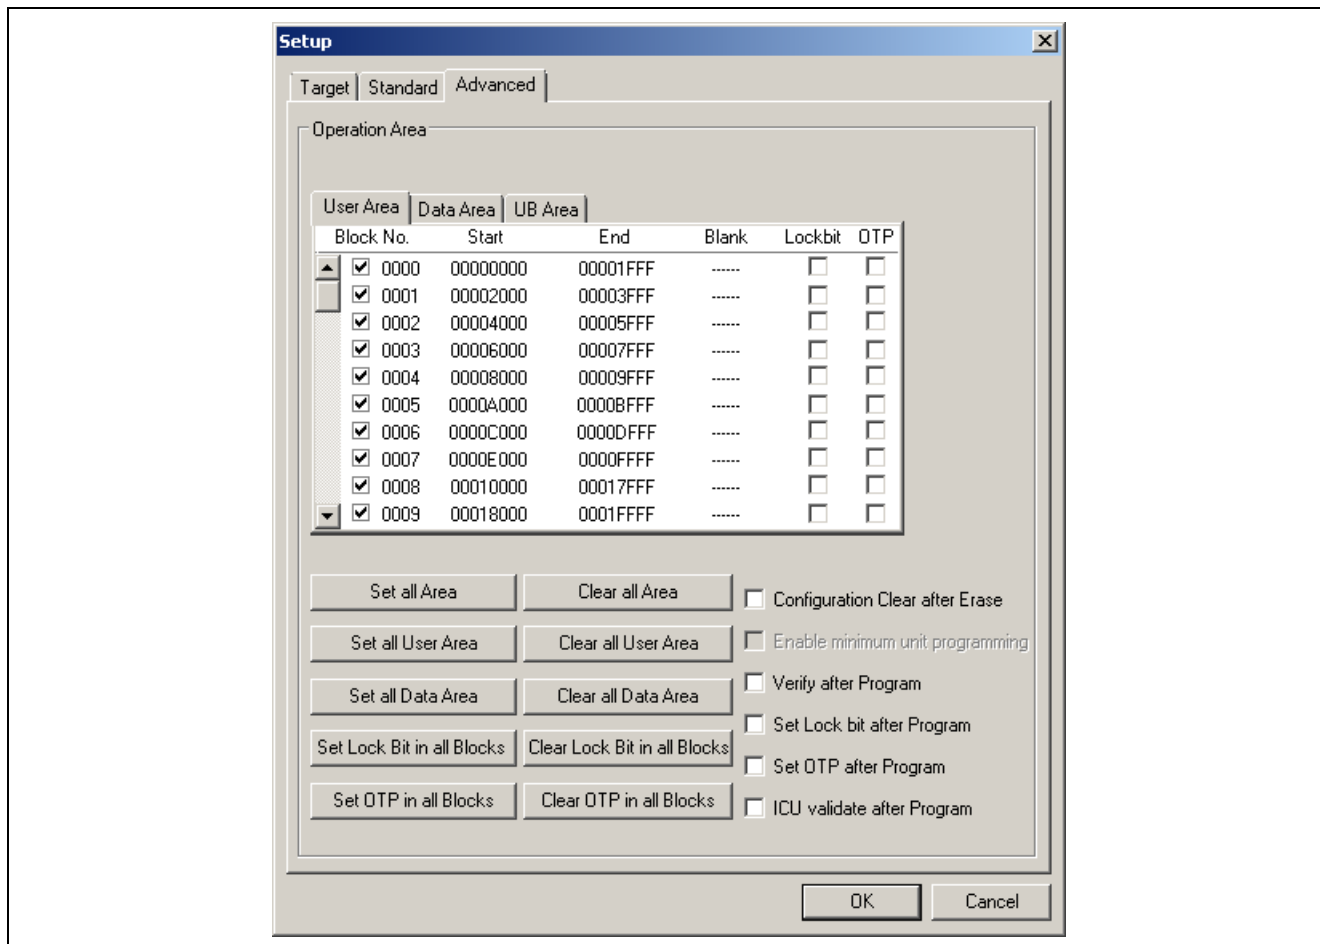 Setup
Target Standard Advanced
Operation Area
User Area Data Area UB Area
Block No. Start End Blank Lockbit OTP
0000 00000000 00001FFF ------
0001 00002000 00003FFF ------
0002 00004000 00005FFF ------
0003 00006000 00007FFF ------
0004 00008000 00009FFF ------
0005 0000A000 0000BFFF ------
0006 0000C000 0000DFFF ------
0007 0000E000 0000FFFF ------
0008 00010000 00017FFF ------
0009 00018000 0001FFFF ------
Set all Area Clear all Area
Configuration Clear after Erase
Set all User Area Clear all User Area
Enable minimum unit programming
Set all Data Area Clear all Data Area
Verify after Program
Set Lock bit after Program
Set Lock Bit in all Blocks Clear Lock Bit in all Blocks
Set OTP after Program
Set OTP in all Blocks Clear OTP in all Blocks
ICU validate after Program
OK Cancel